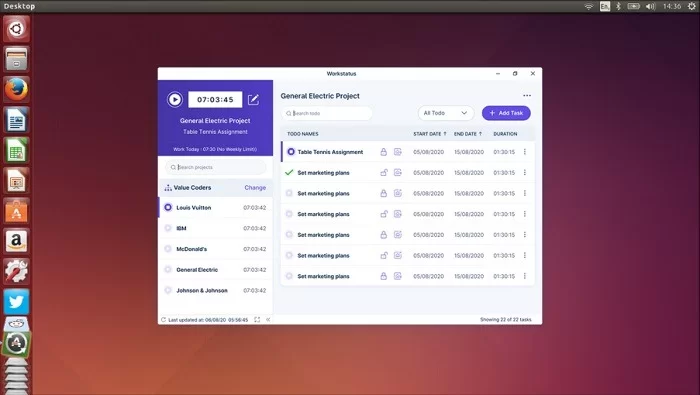 Desktop
En
14:36
Workstatus
07:03:45
General Electric Project
Table Tennis Assignment
Work Today : 07:30 (No Weekly Limit)
Search projects
Value Coders Change
Louis Vuitton 07:03:42
IBM 07:03:42
McDonald's 07:03:42
General Electric 07:03:42
Johnson & Johnson 07:03:42
Last updated at: 06/08/20 05:56:45
General Electric Project
Search todo
All Todo
+ Add Task
TODO NAMES START DATE END DATE DURATION
Table Tennis Assignment 05/08/2020 15/08/2020 01:30:15
Set marketing plans 05/08/2020 15/08/2020 01:30:15
Set marketing plans 05/08/2020 15/08/2020 01:30:15
Set marketing plans 05/08/2020 15/08/2020 01:30:15
Set marketing plans 05/08/2020 15/08/2020 01:30:15
Set marketing plans 05/08/2020 15/08/2020 01:30:15
Set marketing plans 05/08/2020 15/08/2020 01:30:15
Showing 22 of 22 tasks